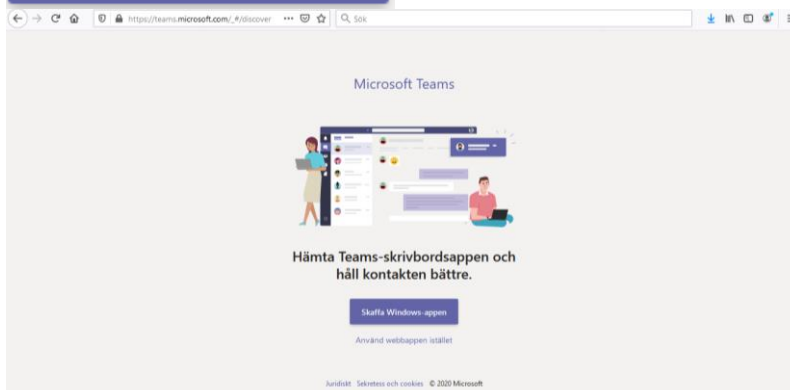 https://teams.microsoft.com/_#/discover
Sök
Microsoft Teams
Hämta Teams-skrivbordsappen och
håll kontakten bättre.
Skaffa Windows-appen
Använd webbappen istället
Juridiskt Sekretess och cookies © 2020 Microsoft